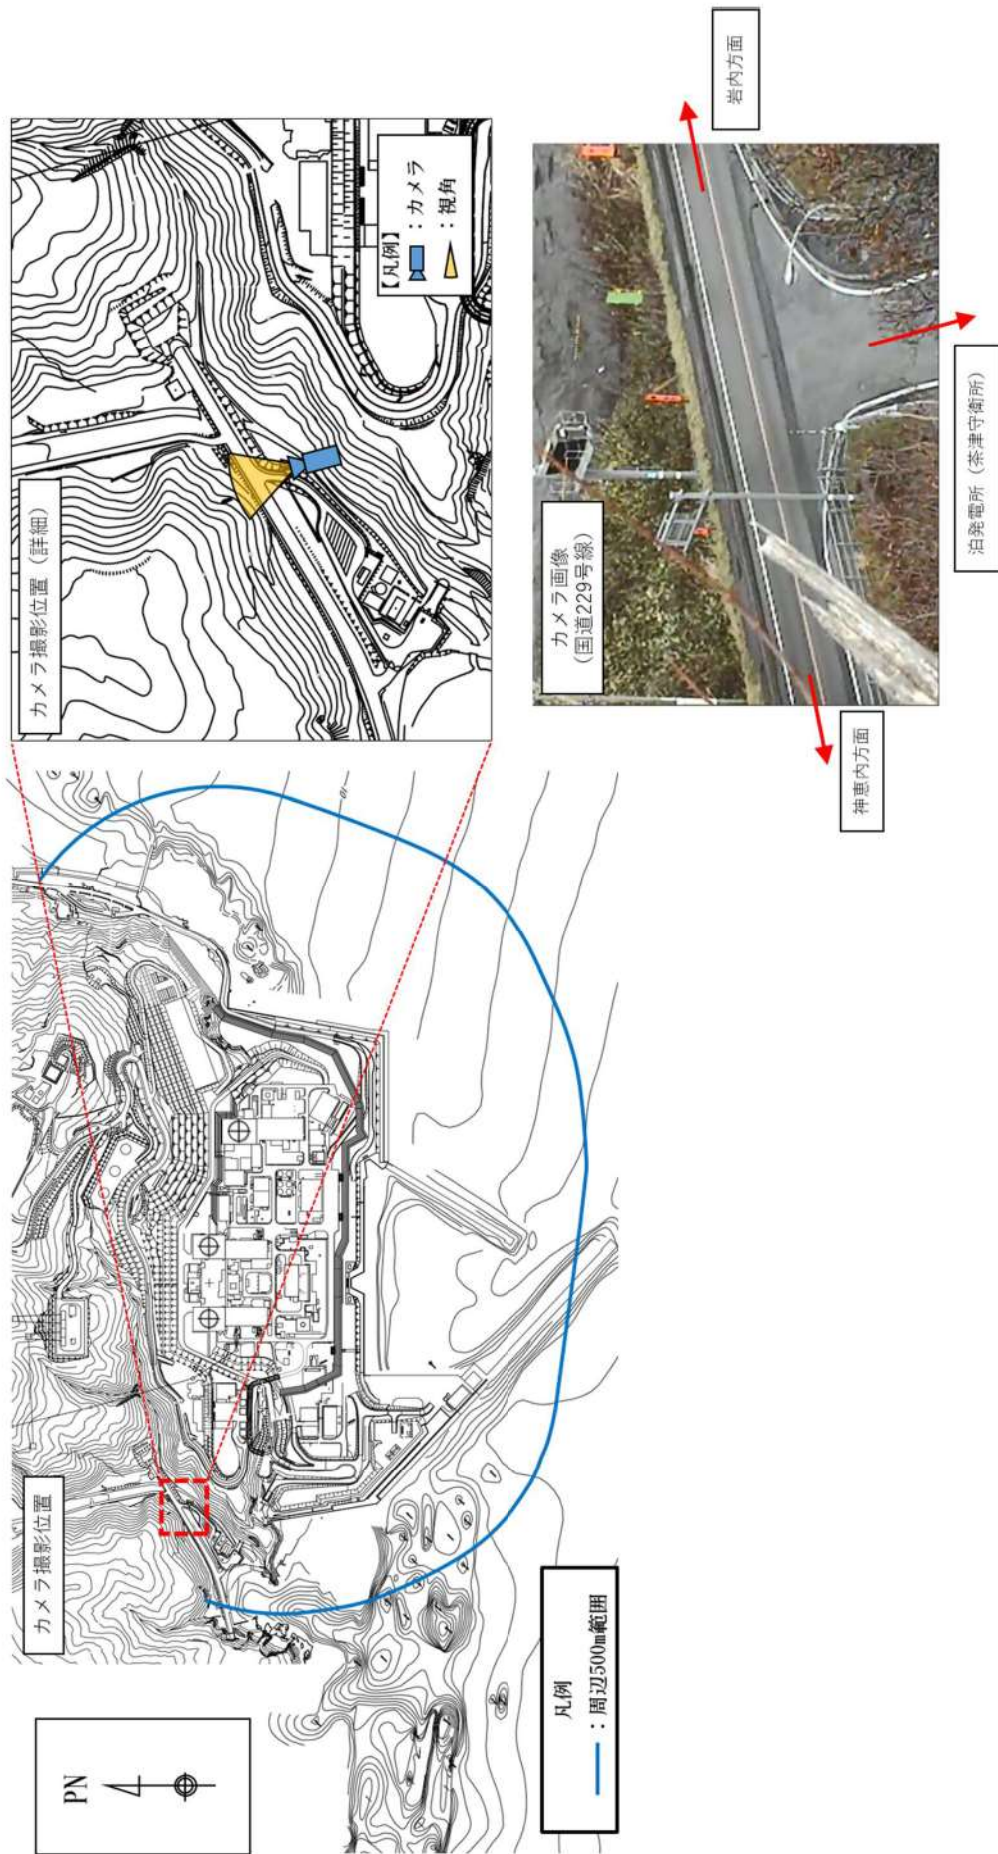 PN
カメラ撮影位置
凡例
：周辺500m範囲
カメラ撮影位置（詳細）
【凡例】
：カメラ
：視角
カメラ画像
（国道229号線）
神恵内方面
泊発電所（茶津守衛所）
岩内方面